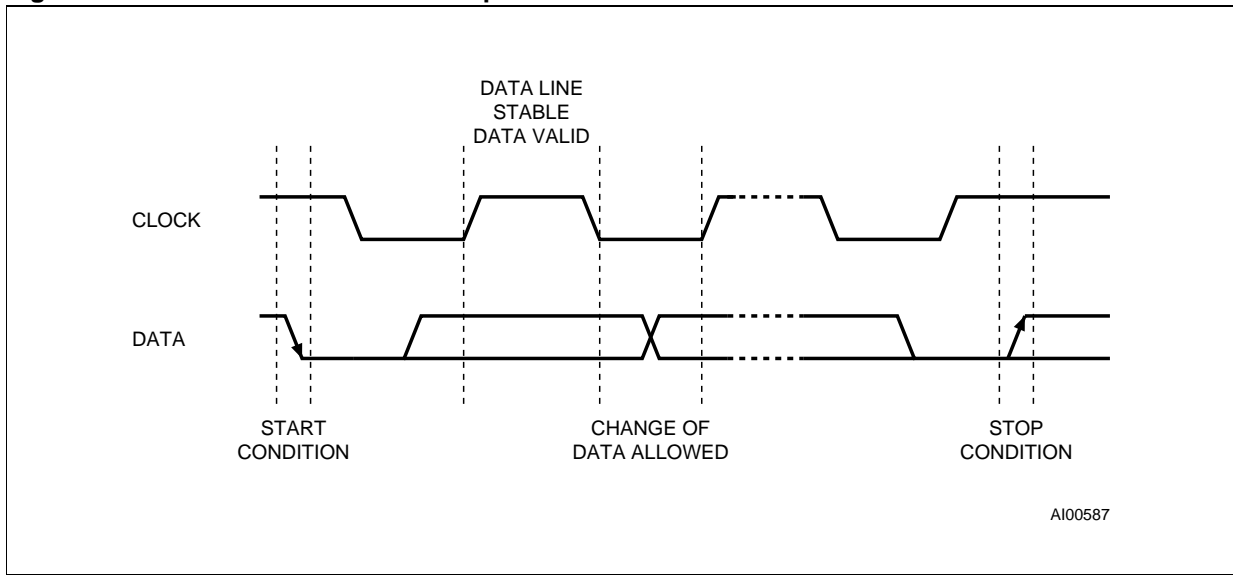 DATA LINE
STABLE
DATA VALID
CLOCK
DATA
START
CONDITION
CHANGE OF
DATA ALLOWED
STOP
CONDITION
AI00587